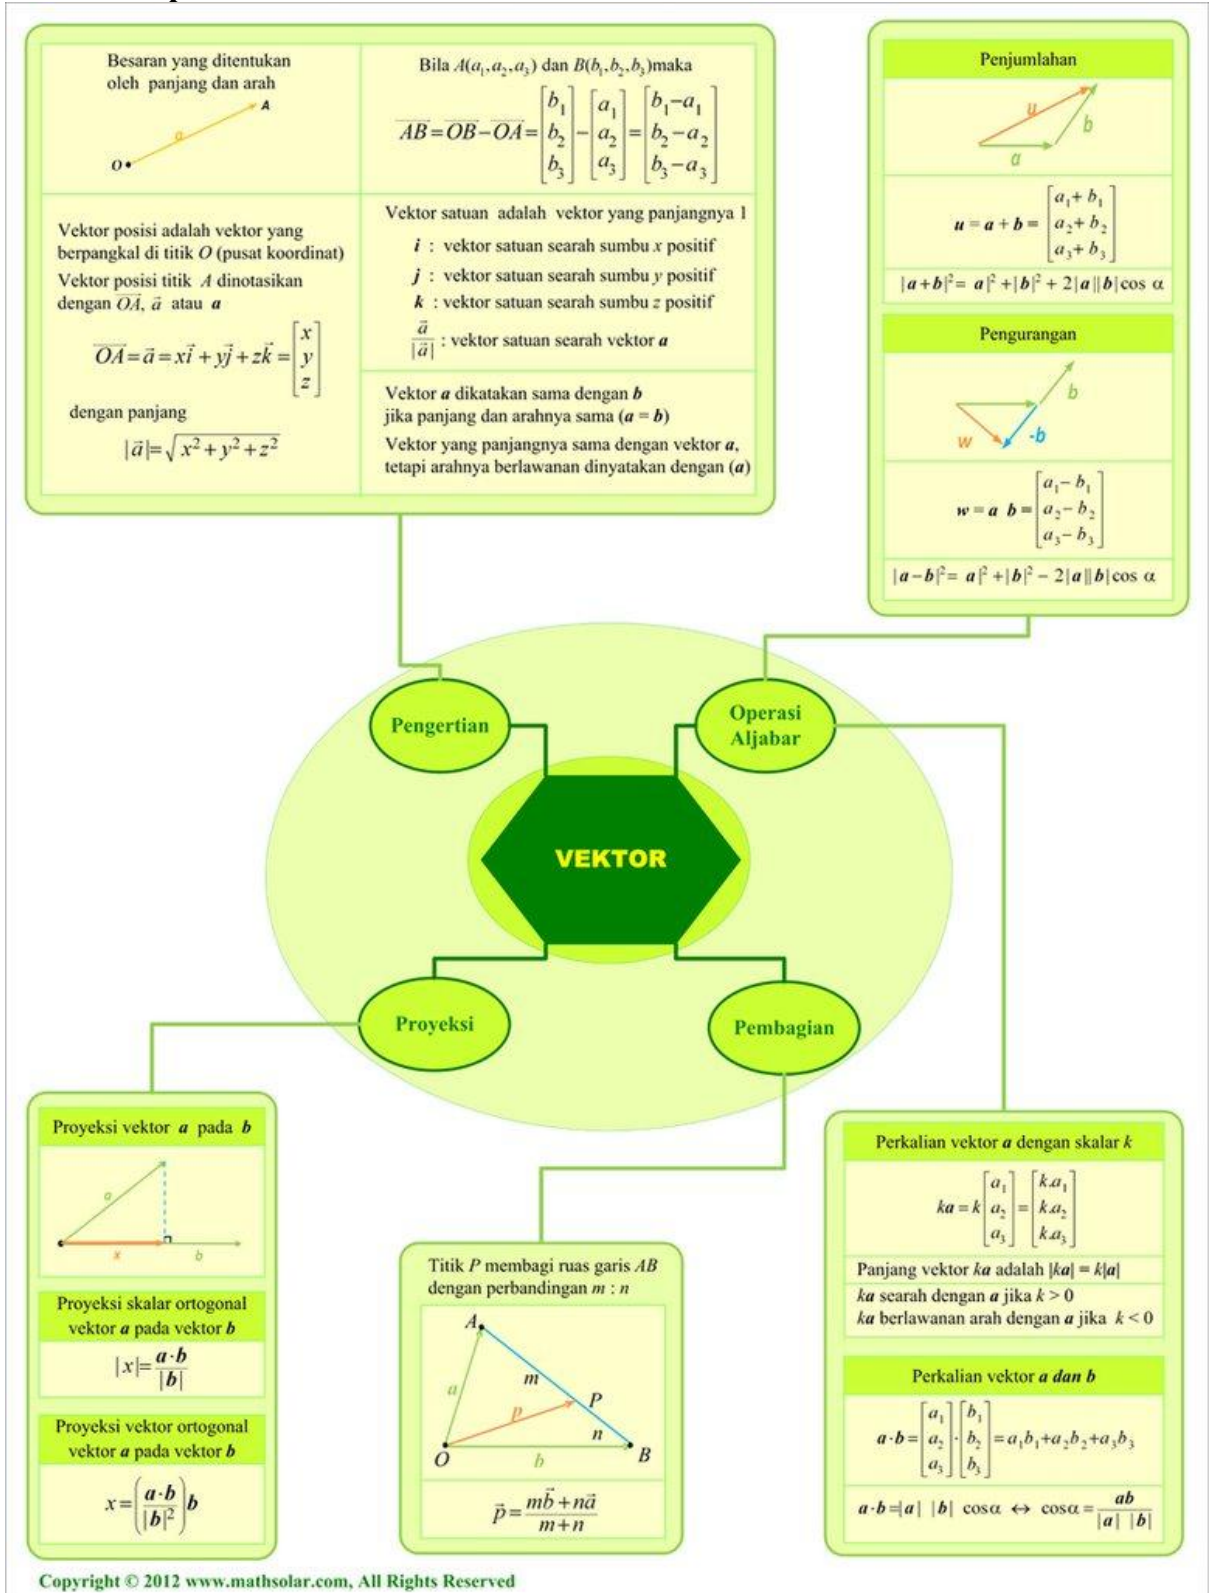 Besaran yang ditentukan
oleh panjang dan arah
A
a
O
Bila A(a₁,a₂,a₃) dan B(b₁,b₂,b₃)maka
AB = OB − OA = [b₁ b₂ b₃] − [a₁ a₂ a₃] = [b₁−a₁ b₂−a₂ b₃−a₃]
Vektor posisi adalah vektor yang
berpangkal di titik O (pusat koordinat)
Vektor posisi titik A dinotasikan
dengan OA, a⃗ atau a
OA = a⃗ = xi⃗ + yj⃗ + zk⃗ = [x y z]
dengan panjang
|a⃗| = √x² + y² + z²
Vektor satuan adalah vektor yang panjangnya 1
i : vektor satuan searah sumbu x positif
j : vektor satuan searah sumbu y positif
k : vektor satuan searah sumbu z positif
a⃗/|a⃗| : vektor satuan searah vektor a
Vektor a dikatakan sama dengan b
jika panjang dan arahnya sama (a = b)
Vektor yang panjangnya sama dengan vektor a,
tetapi arahnya berlawanan dinyatakan dengan (a)
Penjumlahan
u
b
a
u = a + b = [a₁+ b₁ a₂+ b₂ a₃+ b₃]
|a+b|²= a|² +|b|² + 2|a||b|cos α
Pengurangan
b
w
-b
w = a b = [a₁− b₁ a₂− b₂ a₃− b₃]
|a−b|²= a|² +|b|² − 2|a||b|cos α
Pengertian
Operasi
Aljabar
VEKTOR
Proyeksi
Pembagian
Proyeksi vektor a pada b
a
x
b
Proyeksi skalar ortogonal
vektor a pada vektor b
|x|= a·b/|b|
Proyeksi vektor ortogonal
vektor a pada vektor b
x = (a·b/|b|²)b
Titik P membagi ruas garis AB
dengan perbandingan m : n
A
m
a
P
p
n
O
b
B
p⃗ = mb⃗ + na⃗/m + n
Perkalian vektor a dengan skalar k
ka = k[a₁ a₂ a₃] = [k.a₁ k.a₂ k.a₃]
Panjang vektor ka adalah |ka| = k|a|
ka searah dengan a jika k > 0
ka berlawanan arah dengan a jika k < 0
Perkalian vektor a dan b
a·b = [a₁ a₂ a₃]·[b₁ b₂ b₃] = a₁b₁+a₂b₂+a₃b₃
a·b=|a| |b| cosα ↔ cosα = ab/|a| |b|
Copyright © 2012 www.mathsolar.com, All Rights Reserved